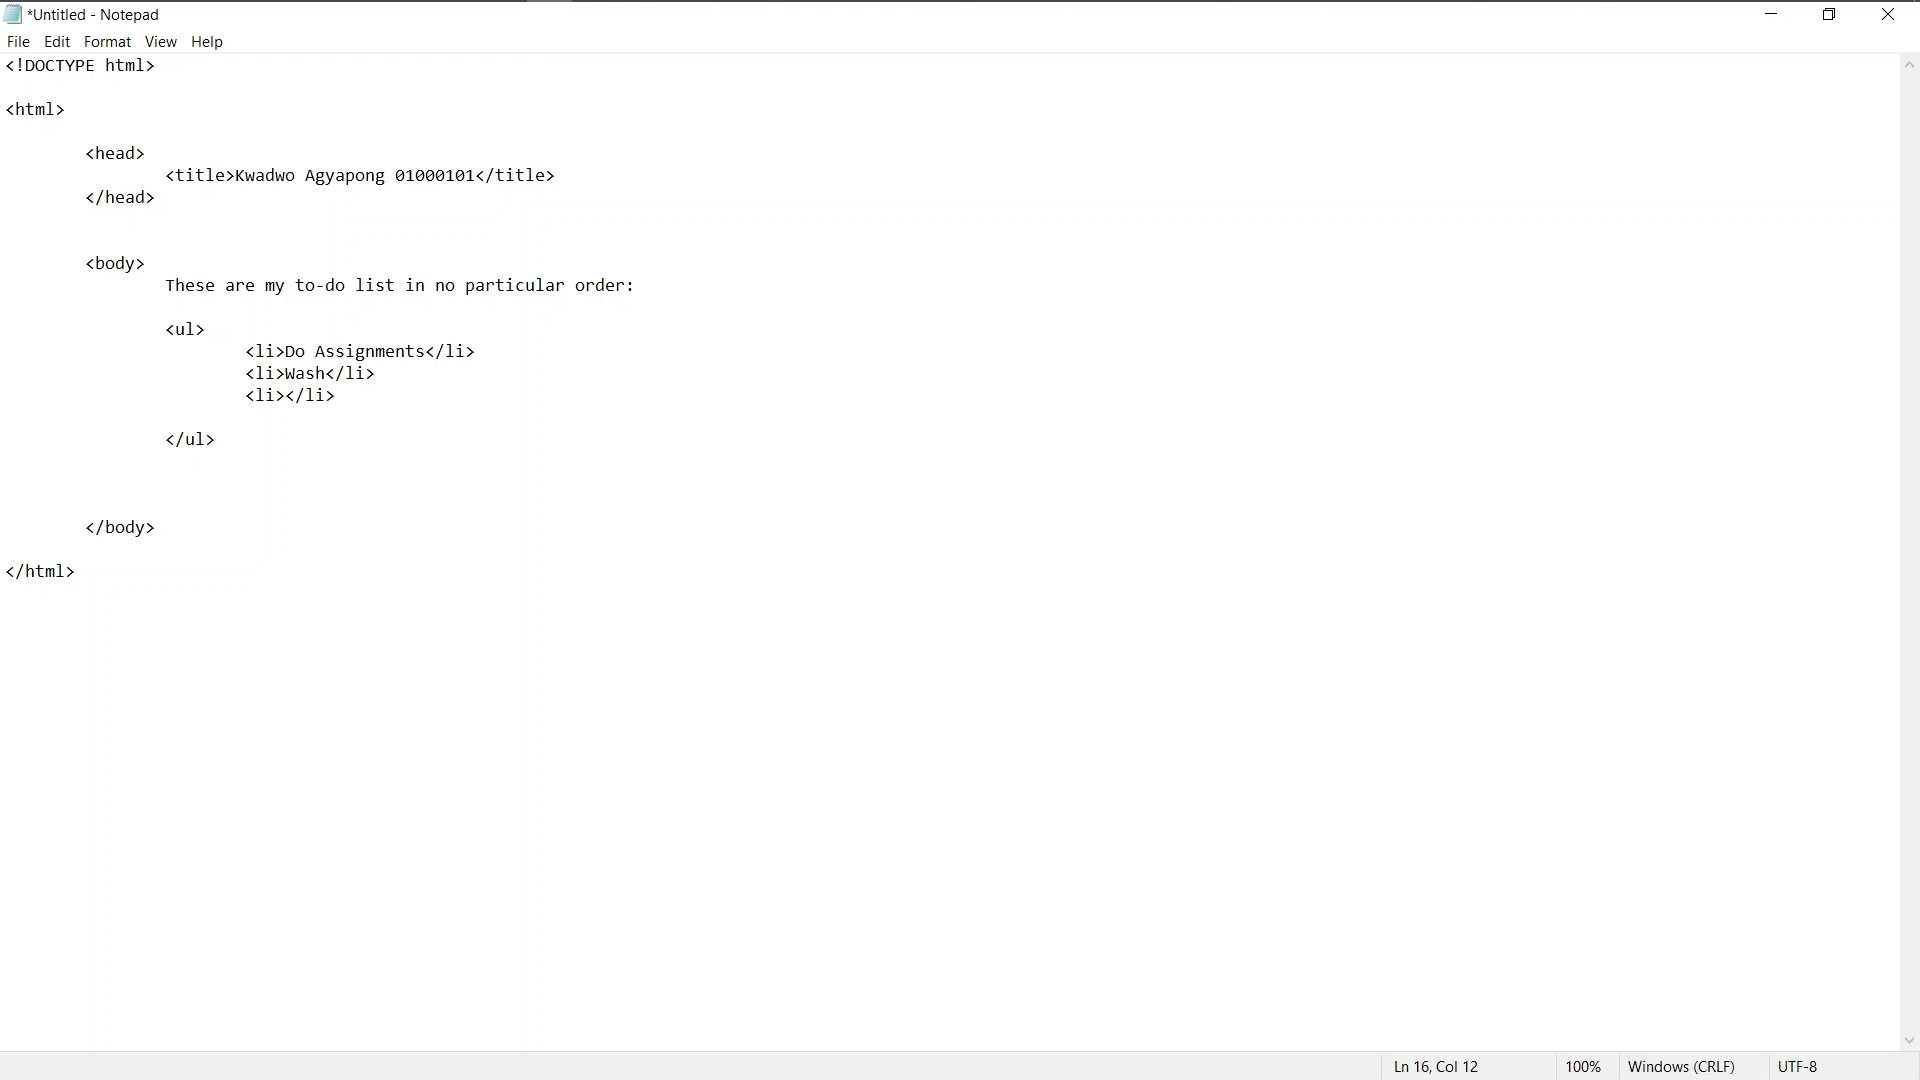 *Untitled - Notepad
File Edit Format View Help
<!DOCTYPE html>
<html>
<head>
<title>Kwadwo Agyapong 01000101</title>
</head>
<body>
These are my to-do list in no particular order:
<ul>
<li>Do Assignments</li>
<li>Wash</li>
<li></li>
</ul>
</body>
</html>
Ln 16, Col 12 100% Windows (CRLF) UTF-8